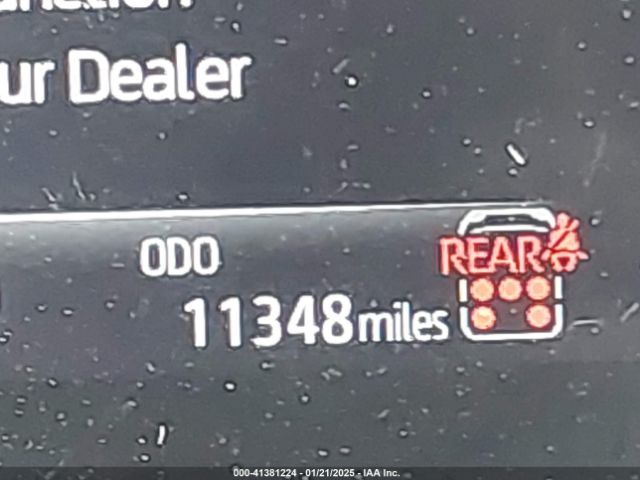 ur Dealer
ODO
REAR
11348 miles
000-41381224 - 01/21/2025 - IAA Inc.